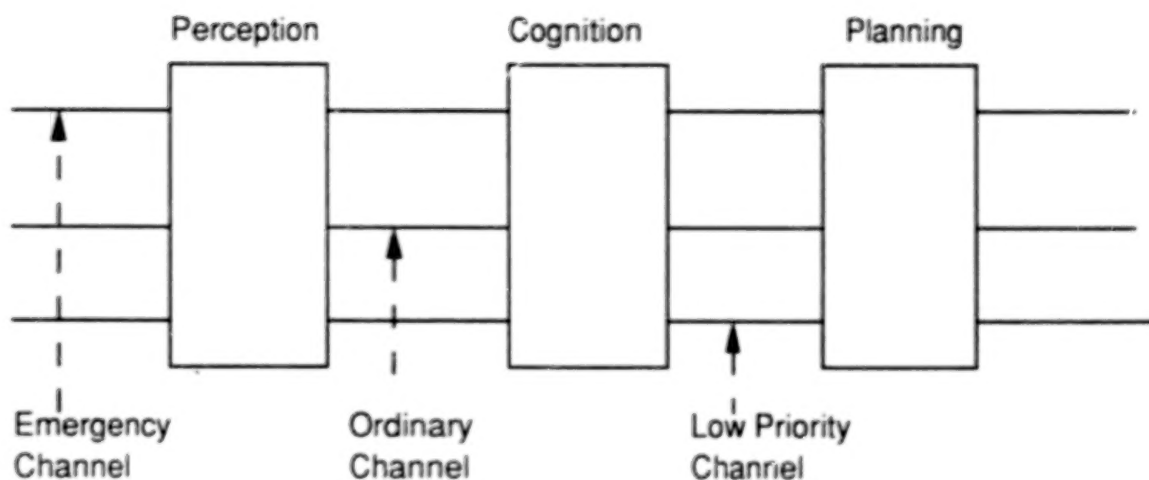 Perception
Cognition
Planning
Emergency
Channel
Ordinary
Channel
Low Priority
Channel